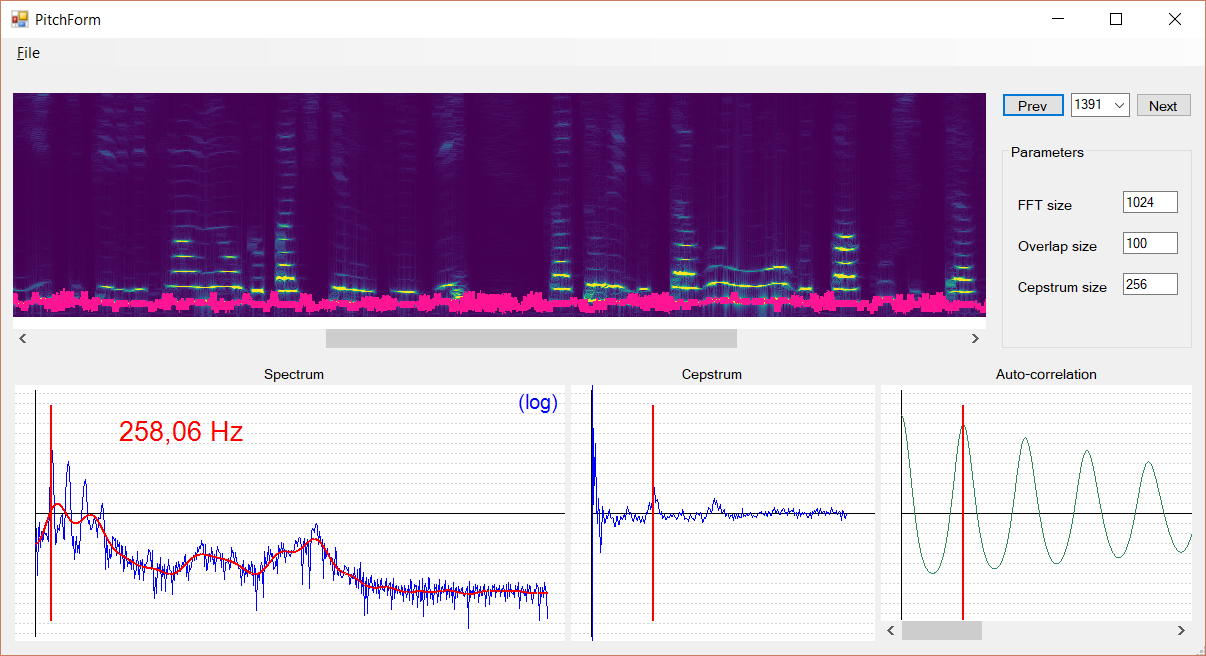 PitchForm
File
Prev 1391 Next
Parameters
FFT size 1024
Overlap size 100
Cepstrum size 256
Spectrum Cepstrum Auto-correlation
(log)
258,06 Hz